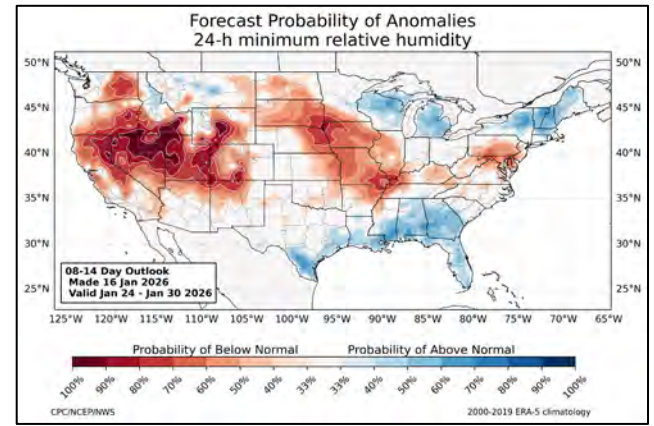 Forecast Probability of Anomalies
24-h minimum relative humidity
50°N
45°N
40°N
35°N
30°N
25°N
50°N
45°N
40°N
35°N
30°N
25°N
08-14 Day Outlook
Made 16 Jan 2026
Valid Jan 24 - Jan 30 2026
125°W 120°W 115°W 110°W 105°W 100°W 95°W 90°W 85°W 80°W 75°W 70°W 65°W
Probability of Below Normal Probability of Above Normal
100% 90% 80% 70% 60% 50% 40% 33% 33% 40% 50% 60% 70% 80% 90% 100%
CPC/NCEP/NWS 2000-2019 ERA-5 climatology